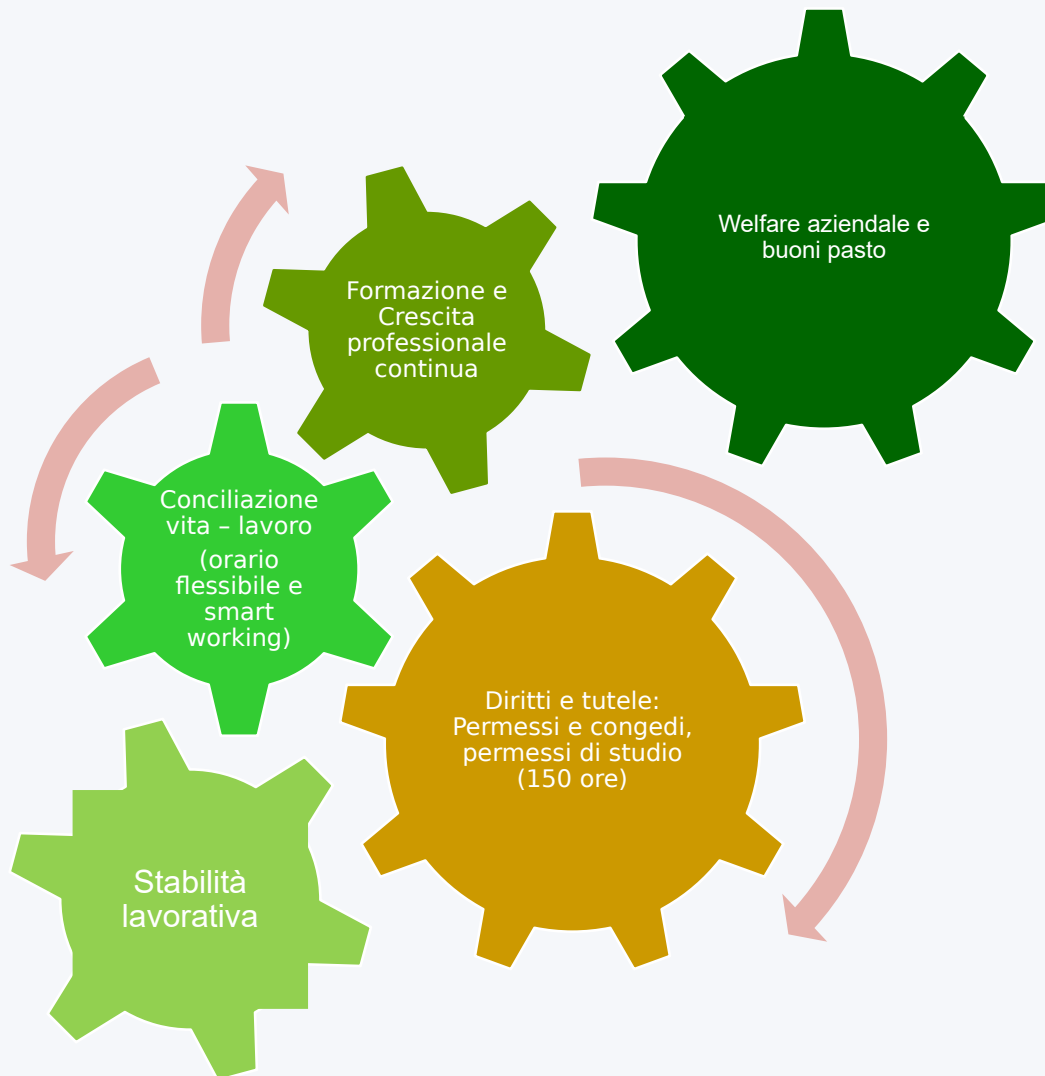 Welfare aziendale e
buoni pasto
Formazione e
Crescita
professionale
continua
Conciliazione
vita – lavoro
(orario
flessibile e
smart
working)
Diritti e tutele:
Permessi e congedi,
permessi di studio
(150 ore)
Stabilità
lavorativa